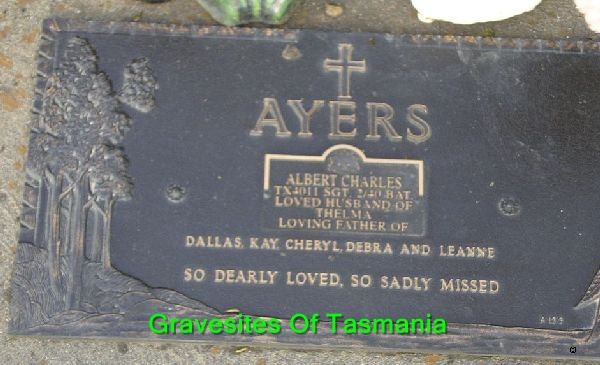 AYERS
ALBERT CHARLES
TX4011 SGT. 2/40 BAT.
LOVED HUSBAND OF
THELMA
LOVING FATHER OF
DALLAS, KAY, CHERYL, DEBRA AND LEANNE
SO DEARLY LOVED, SO SADLY MISSED
Gravesites Of Tasmania